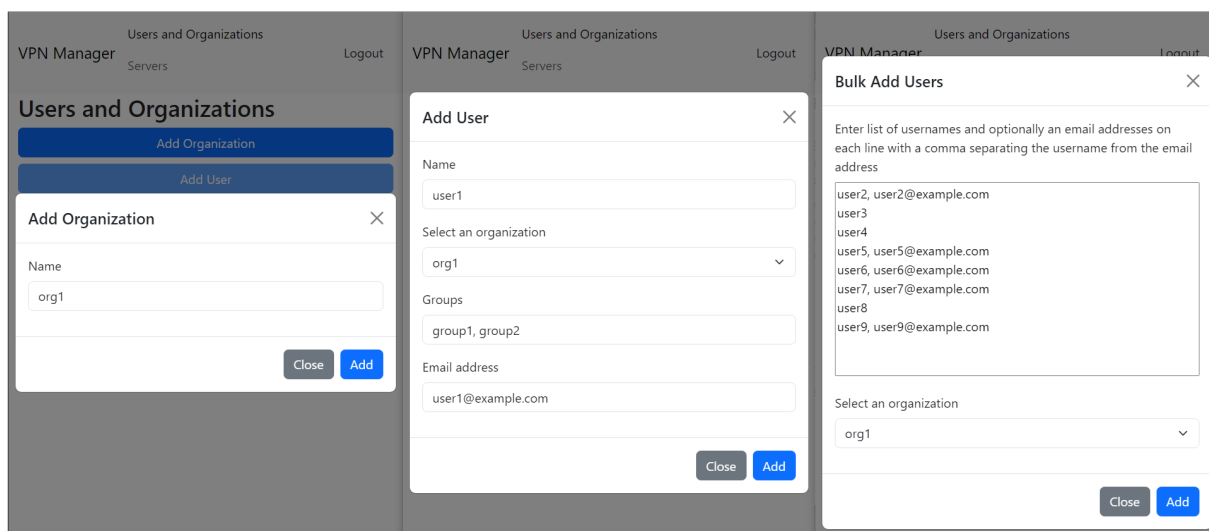 Users and Organizations
VPN Manager
Servers
Logout
Users and Organizations
Add Organization
Add User
Add Organization
Name
org1
Close
Add
Users and Organizations
VPN Manager
Servers
Logout
Add User
Name
user1
Select an organization
org1
Groups
group1, group2
Email address
user1@example.com
Close
Add
Users and Organizations
VPN Manager
Logout
Bulk Add Users
Enter list of usernames and optionally an email addresses on
each line with a comma separating the username from the email
address
user2, user2@example.com
user3
user4
user5, user5@example.com
user6, user6@example.com
user7, user7@example.com
user8
user9, user9@example.com
Select an organization
org1
Close
Add